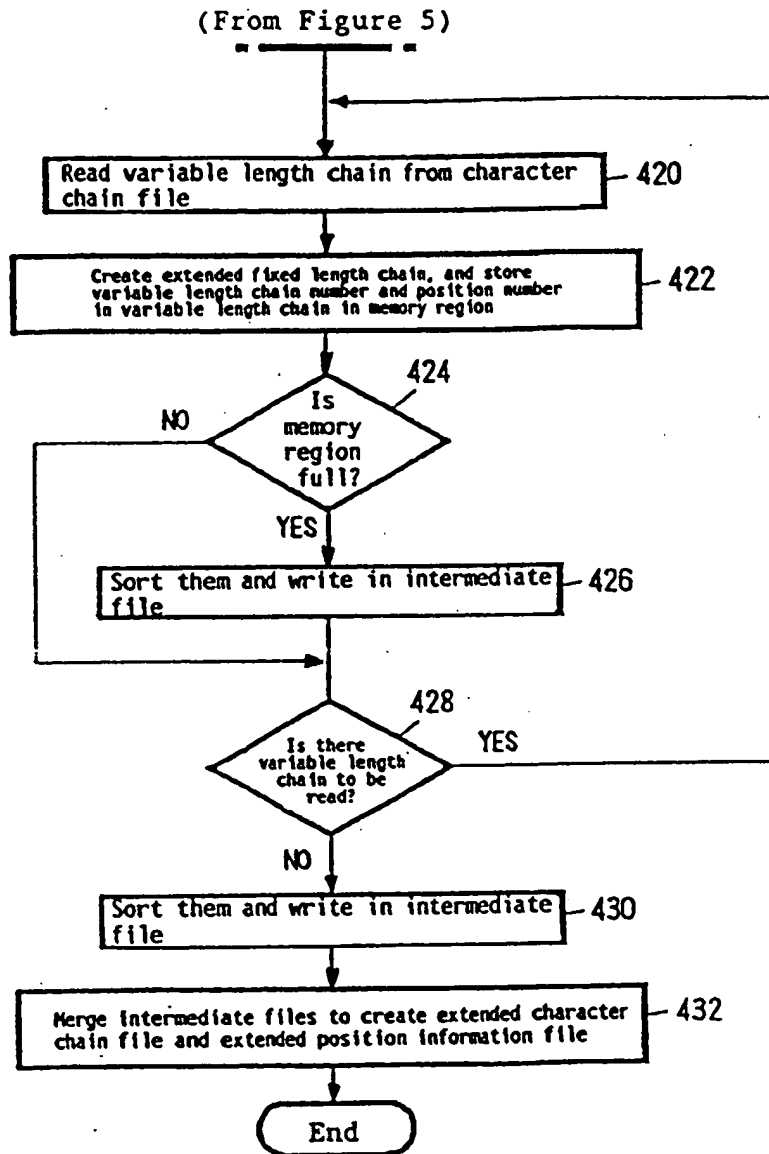 (From Figure 5)
Read variable length chain from character
chain file
420
Create extended fixed length chain, and store
variable length chain number and position number
in variable length chain in memory region
422
424
NO
Is
memory
region
full?
YES
Sort them and write in intermediate
file
426
428
Is there
variable length
chain to be
read?
YES
NO
Sort them and write in intermediate
file
430
Merge intermediate files to create extended character
chain file and extended position information file
432
End